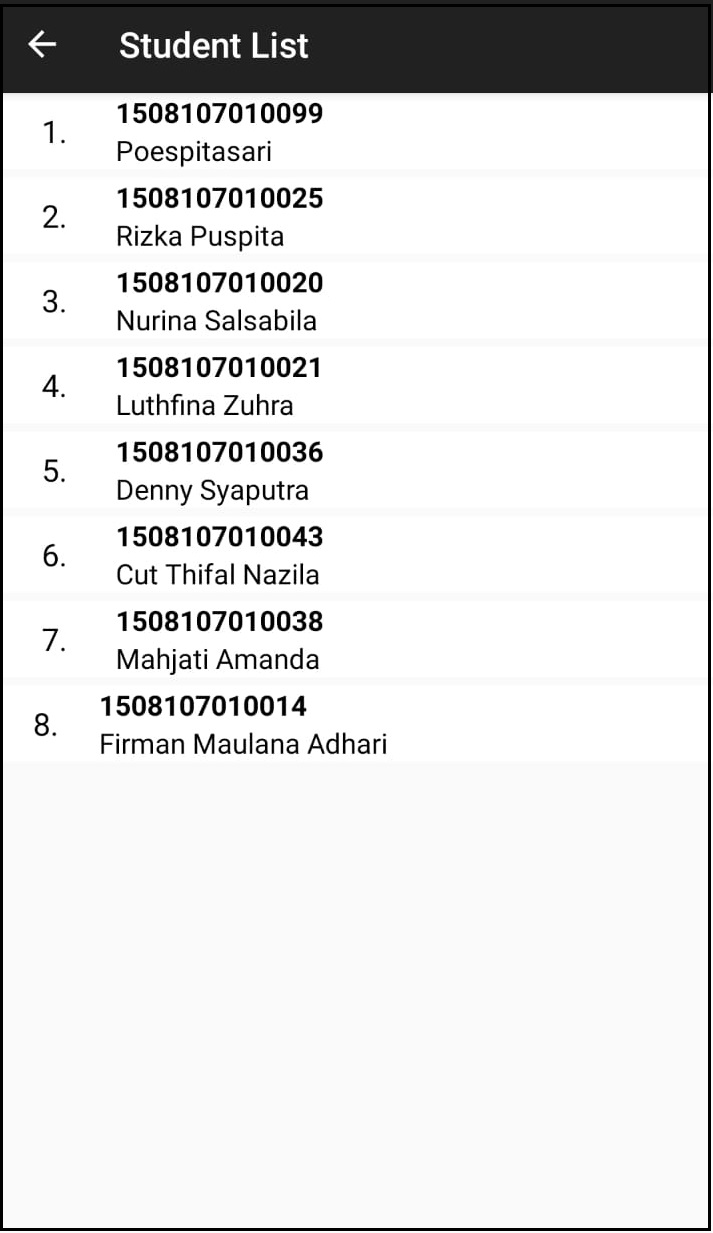 Student List
1.
1508107010099
Poespitasari
2.
1508107010025
Rizka Puspita
3.
1508107010020
Nurina Salsabila
4.
1508107010021
Luthfina Zuhra
5.
1508107010036
Denny Syaputra
6.
1508107010043
Cut Thifal Nazila
7.
1508107010038
Mahjati Amanda
8.
1508107010014
Firman Maulana Adhari